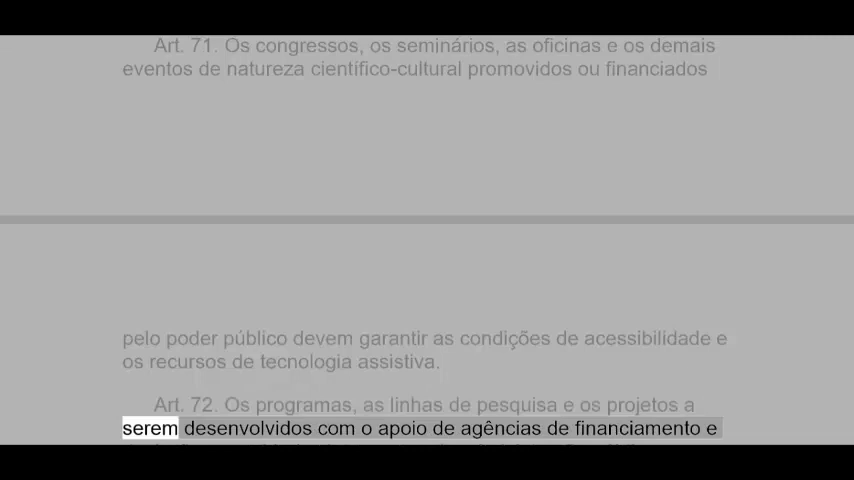 Art. 71. Os congressos, os seminários, as oficinas e os demais
eventos de natureza científico-cultural promovidos ou financiados
pelo poder público devem garantir as condições de acessibilidade e
os recursos de tecnologia assistiva.
Art. 72. Os programas, as linhas de pesquisa e os projetos a
serem desenvolvidos com o apoio de agências de financiamento e